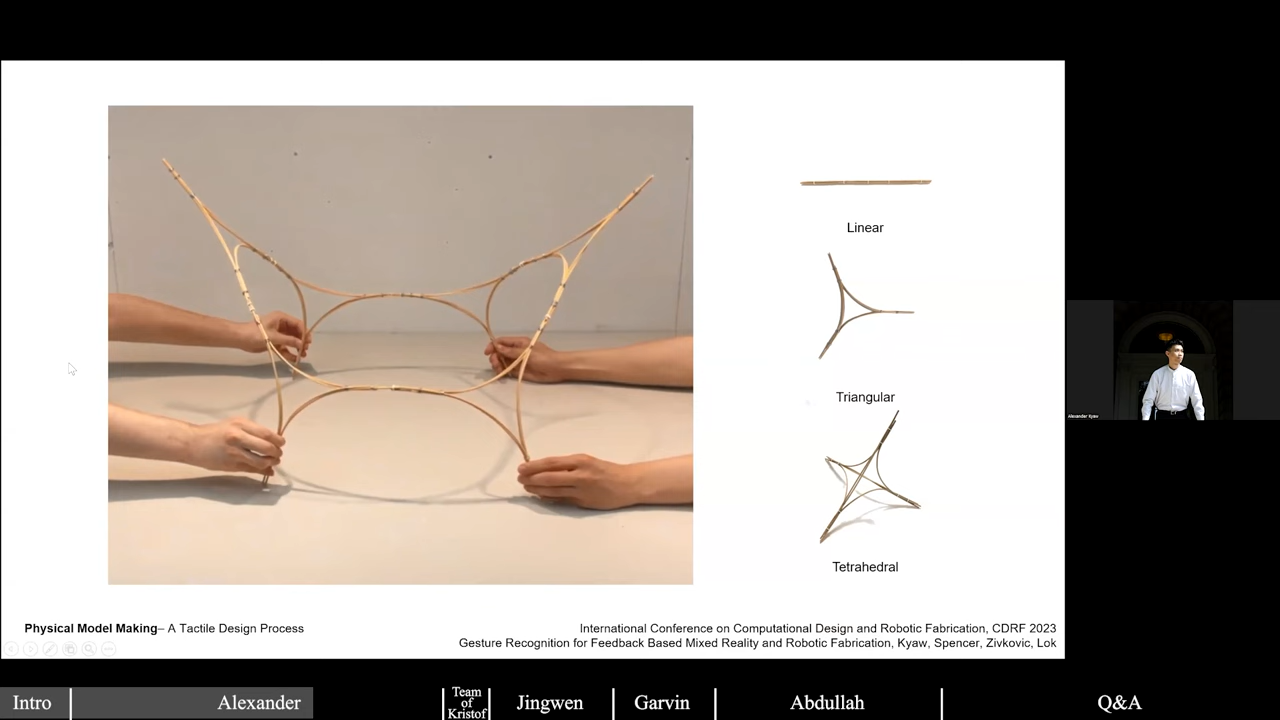 Linear
Triangular
Tetrahedral
Alexander Kyaw
Physical Model Making– A Tactile Design Process
International Conference on Computational Design and Robotic Fabrication, CDRF 2023
Gesture Recognition for Feedback Based Mixed Reality and Robotic Fabrication, Kyaw, Spencer, Zivkovic, Lok
Intro
Alexander
Team
of
Kristof
Jingwen
Garvin
Abdullah
Q&A